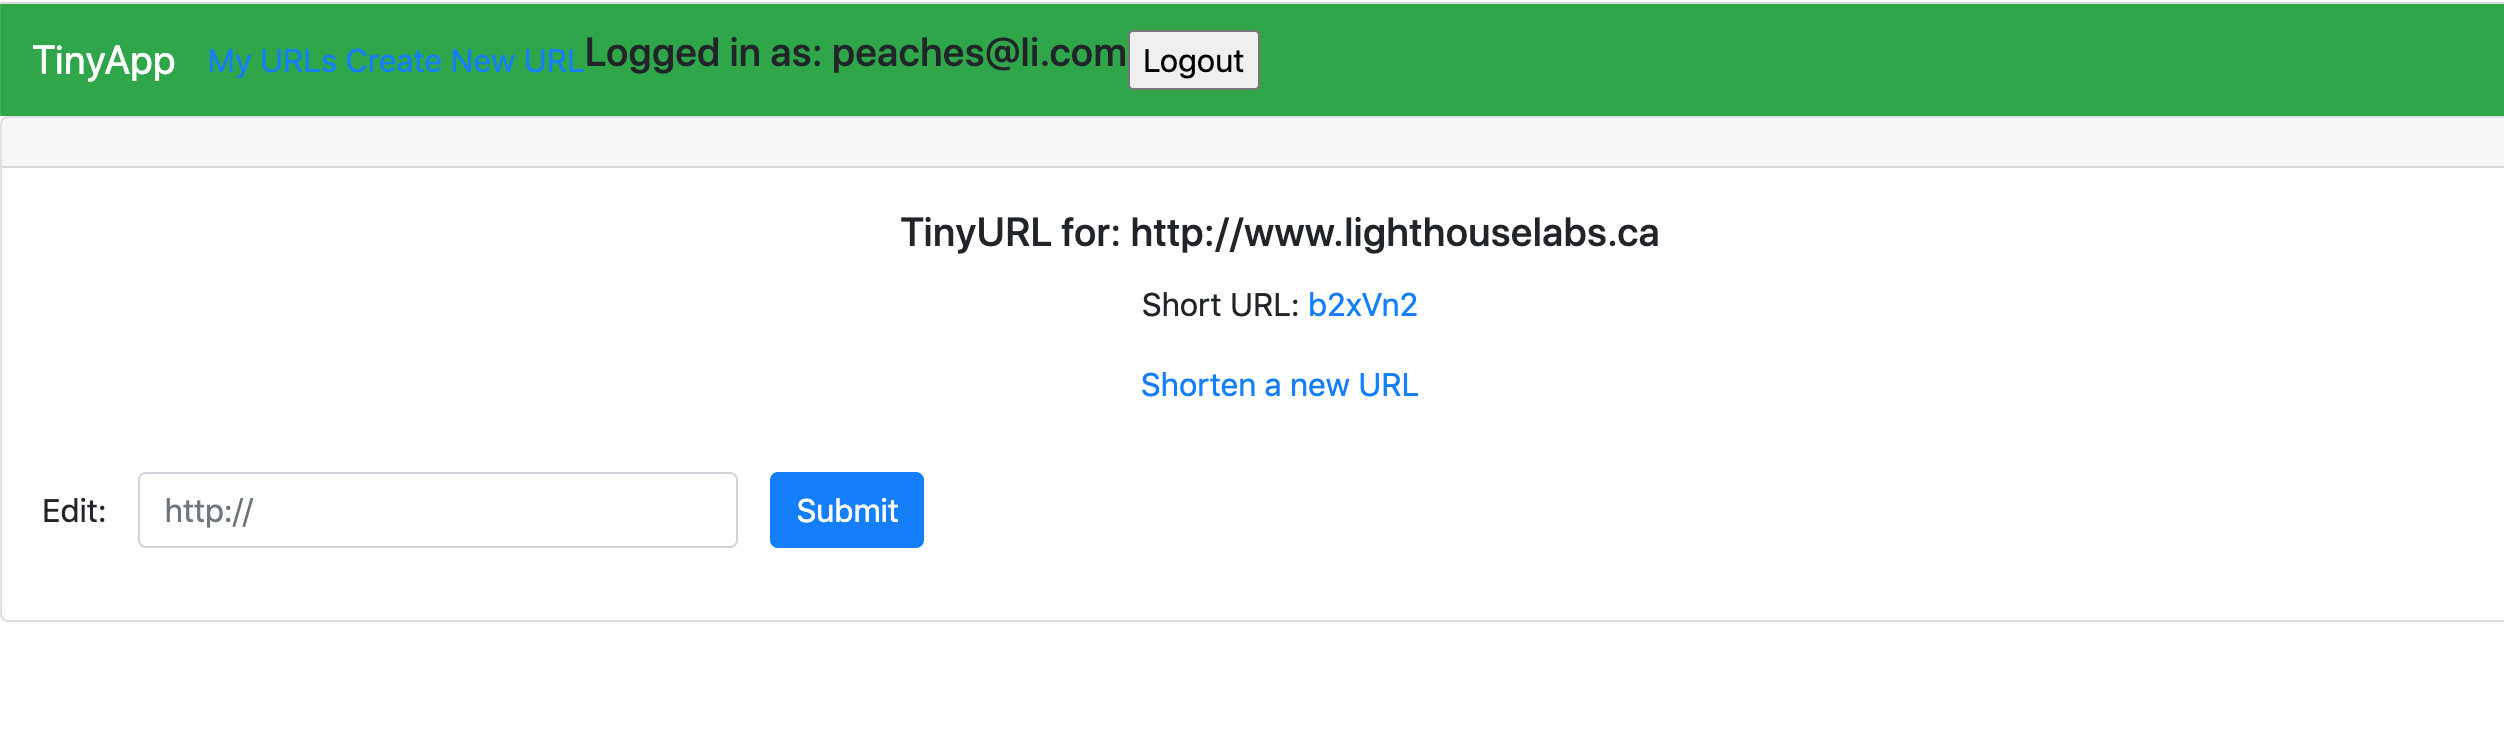 TinyApp My URLs Create New URL Logged in as: peaches@li.com Logout
TinyURL for: http://www.lighthouselabs.ca
Short URL: b2xVn2
Shorten a new URL
Edit: http:// Submit